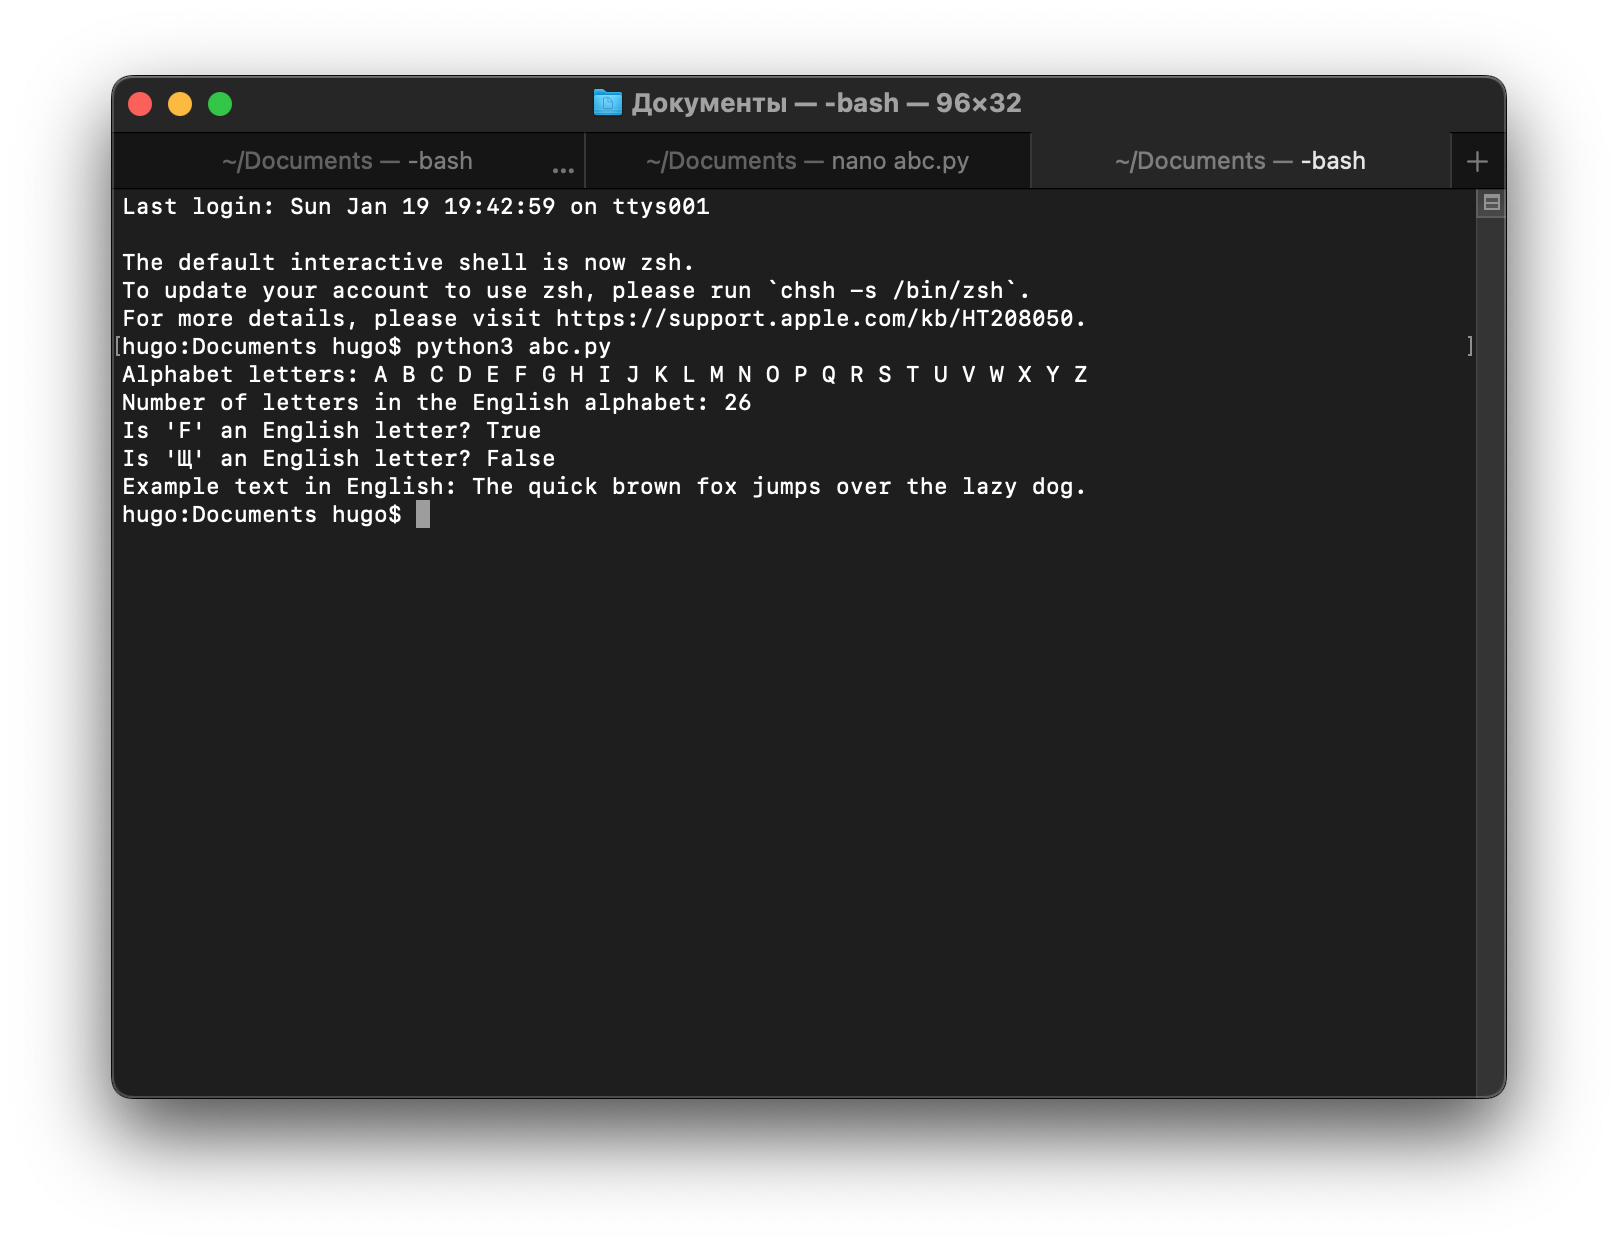 Документы — -bash — 96×32
~/Documents — -bash ... ~/Documents — nano abc.py ~/Documents — -bash +
Last login: Sun Jan 19 19:42:59 on ttys001
The default interactive shell is now zsh.
To update your account to use zsh, please run `chsh -s /bin/zsh`.
For more details, please visit https://support.apple.com/kb/HT208050.
[hugo:Documents hugo$ python3 abc.py ]
Alphabet letters: A B C D E F G H I J K L M N O P Q R S T U V W X Y Z
Number of letters in the English alphabet: 26
Is 'F' an English letter? True
Is 'Щ' an English letter? False
Example text in English: The quick brown fox jumps over the lazy dog.
hugo:Documents hugo$